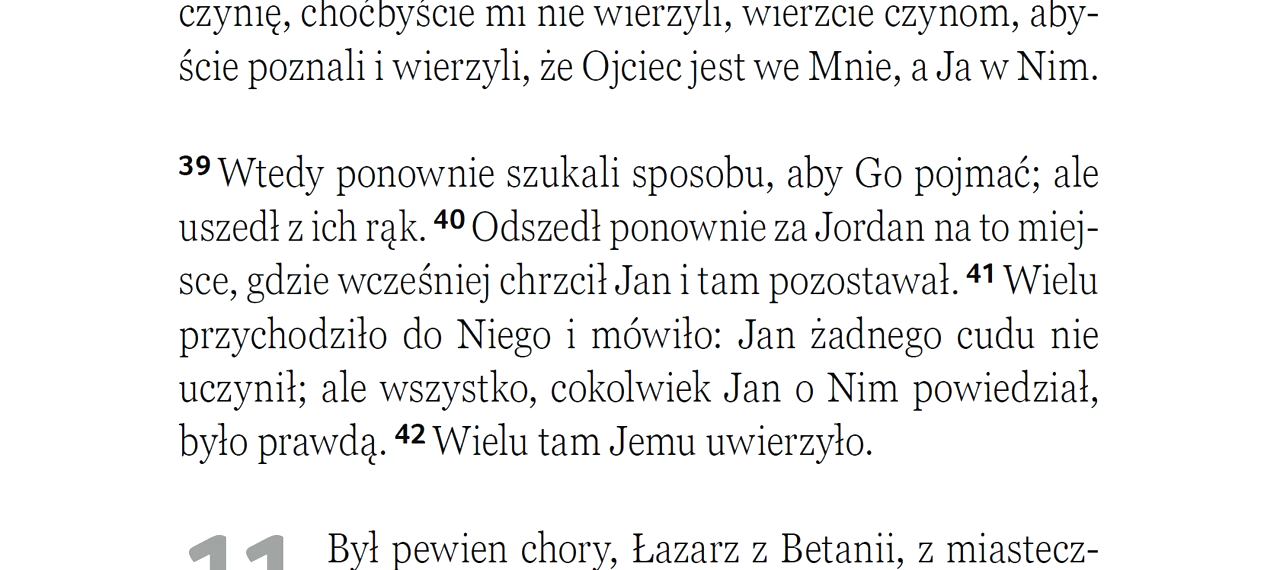 czynię, choćbyście mi nie wierzyli, wierzcie czynom, aby-
ście poznali i wierzyli, że Ojciec jest we Mnie, a Ja w Nim.
39 Wtedy ponownie szukali sposobu, aby Go pojmać; ale
uszedł z ich rąk. 40 Odszedł ponownie za Jordan na to miej-
sce, gdzie wcześniej chrzcił Jan i tam pozostawał. 41 Wielu
przychodziło do Niego i mówiło: Jan żadnego cudu nie
uczynił; ale wszystko, cokolwiek Jan o Nim powiedział,
było prawdą. 42 Wielu tam Jemu uwierzyło.
11 Był pewien chory, Łazarz z Betanii, z miastecz-